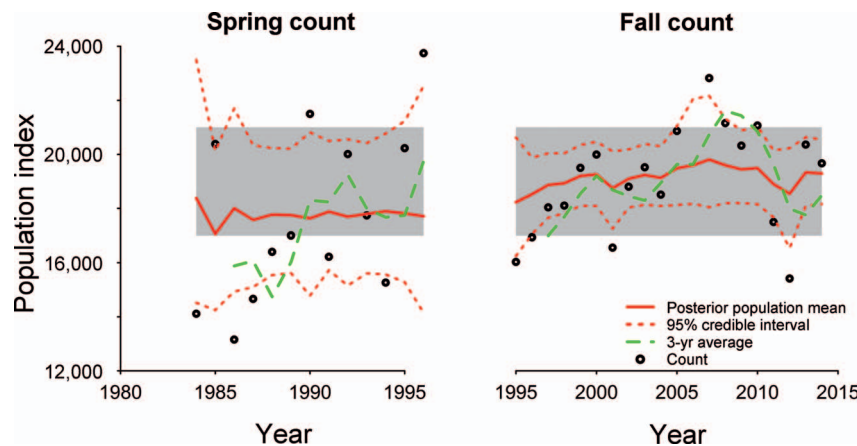 Spring count
Fall count
24,000
20,000
16,000
12,000
Population index
1980
1985
1990
1995
Year
Posterior population mean
95% credible interval
3-yr average
Count
1995
2000
2005
2010
2015
Year